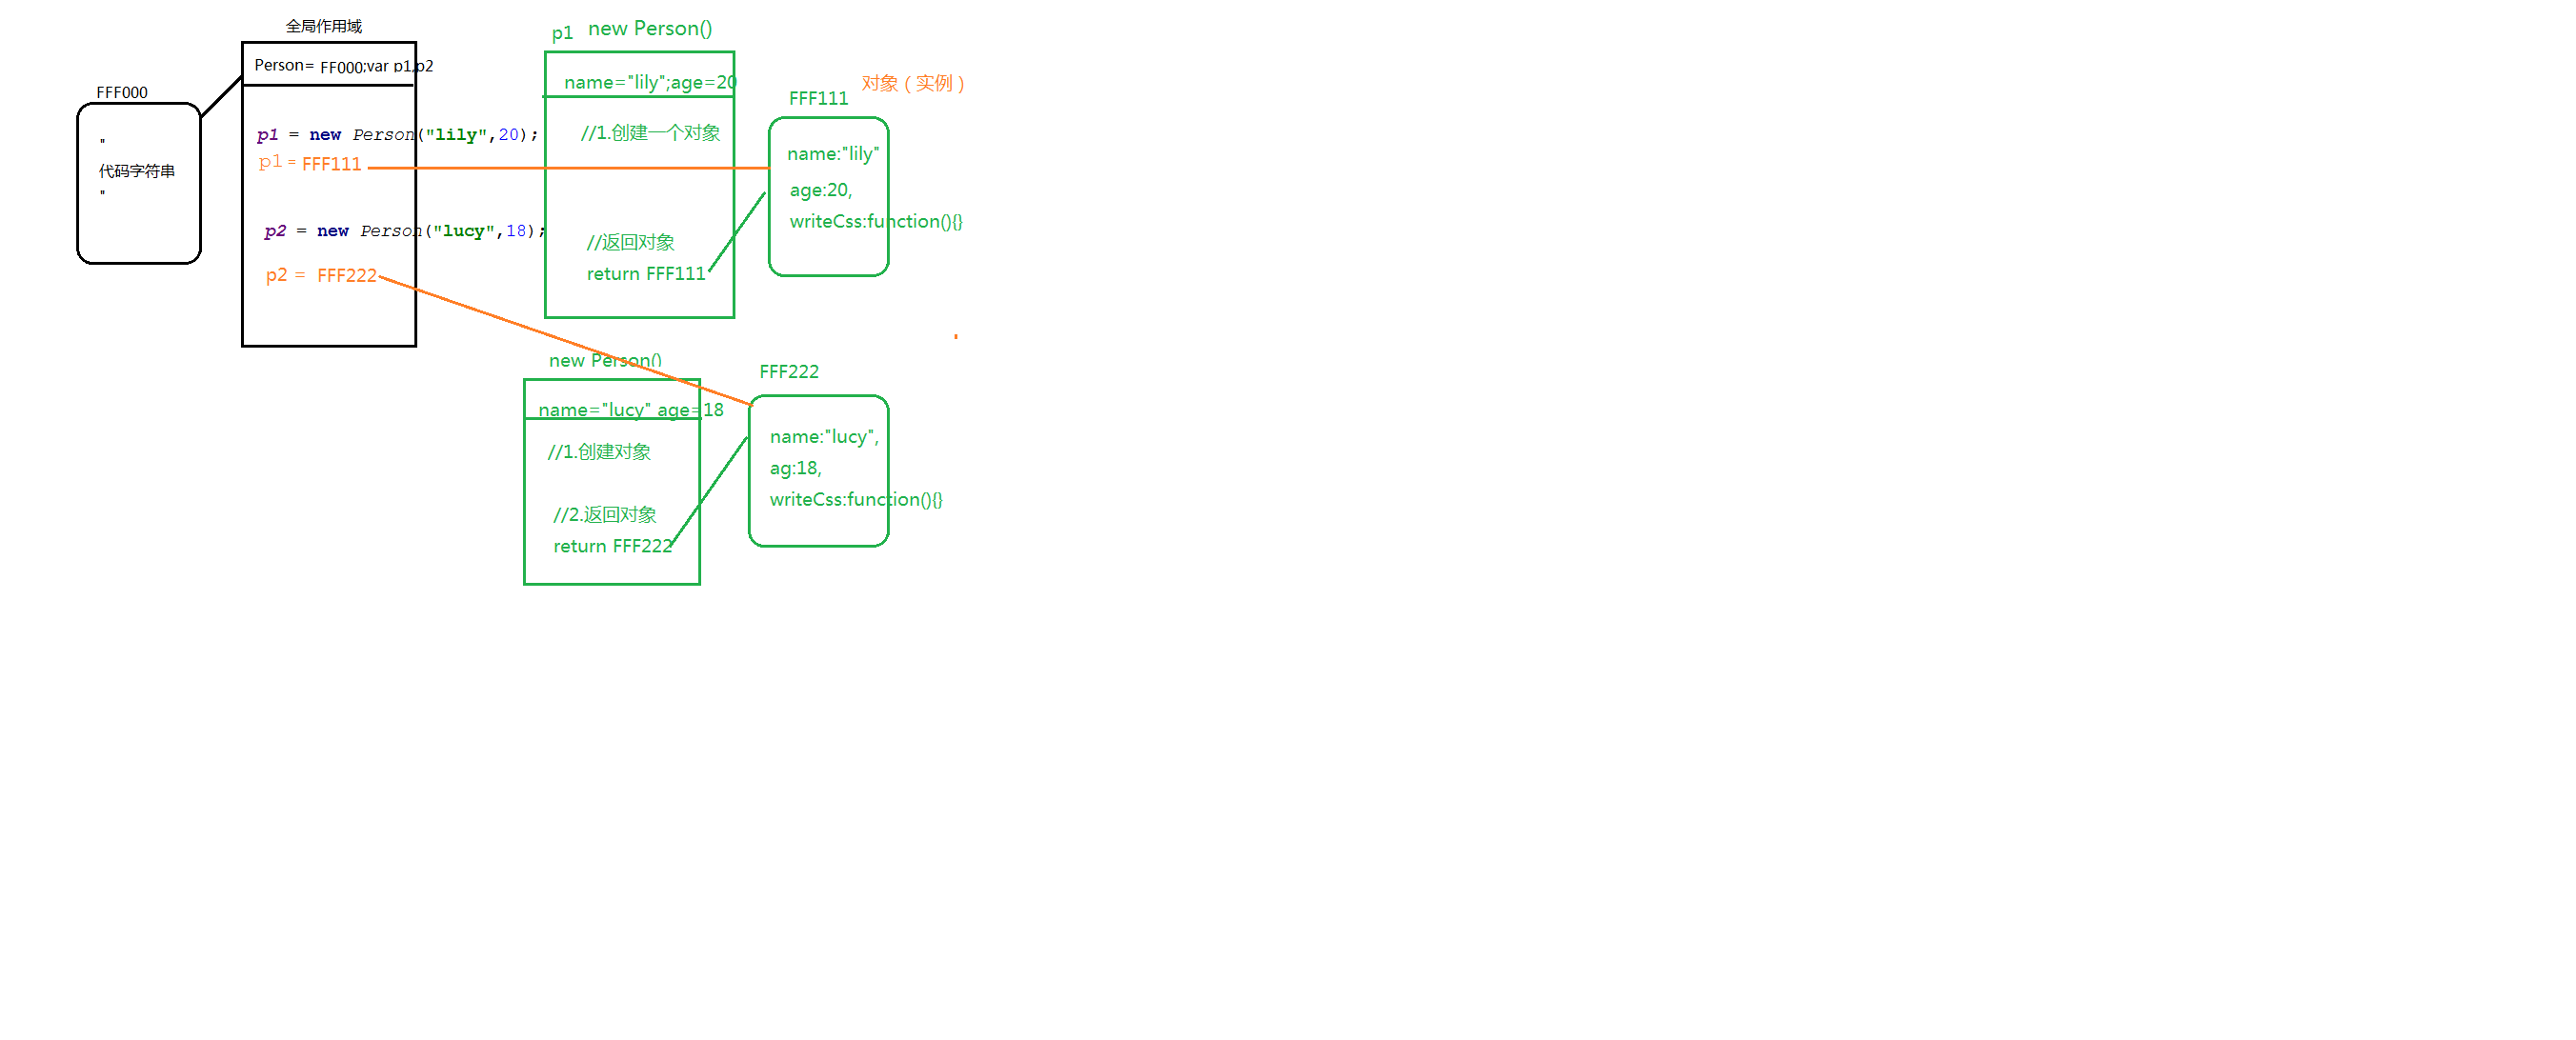 全局作用域
Person= FF000;var p1,p2
FFF000
"
代码字符串
"
p1 = new Person("lily",20);
p1 = FFF111
p2 = new Person("lucy",18);
p2 = FFF222
p1 new Person()
name="lily";age=20
//1.创建一个对象
//返回对象
return FFF111
对象（实例）
FFF111
name:"lily"
age:20,
writeCss:function(){}
new Person()
name="lucy" age=18
//1.创建对象
//2.返回对象
return FFF222
FFF222
name:"lucy",
ag:18,
writeCss:function(){}